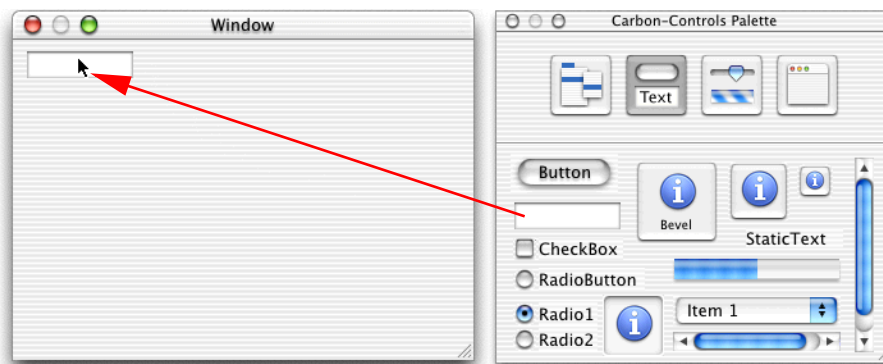 Window
Carbon-Controls Palette
Text
Button
Bevel
StaticText
CheckBox
RadioButton
Radio1
Item 1
Radio2